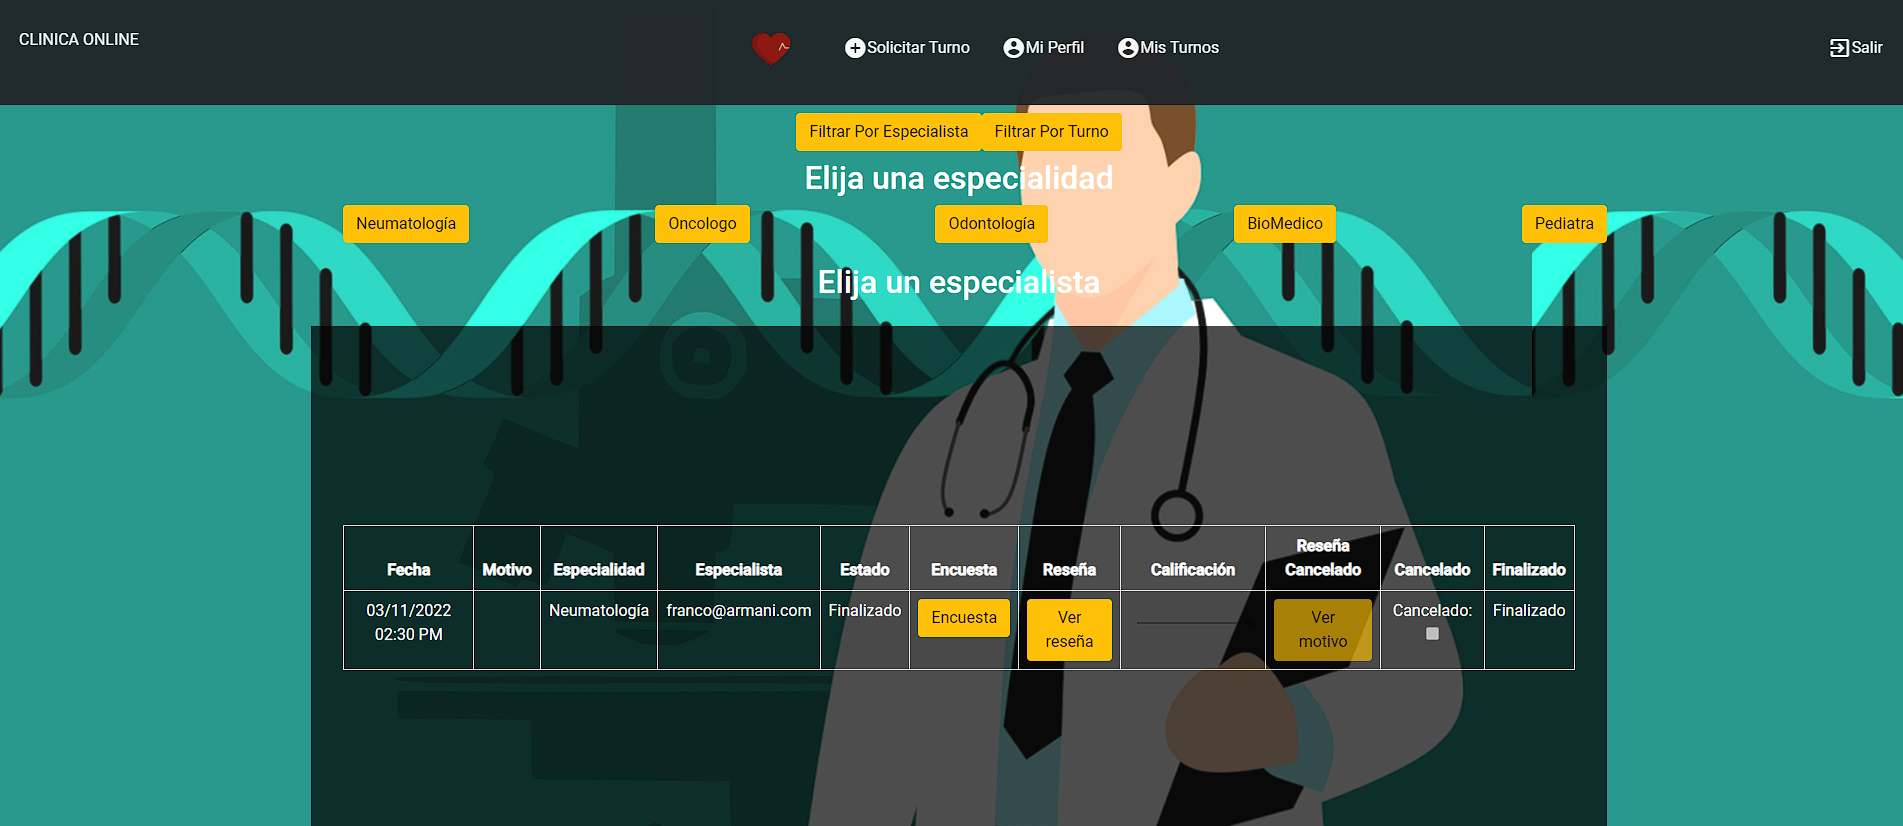 CLINICA ONLINE
Solicitar Turno
Mi Perfil
Mis Turnos
Salir
Filtrar Por Especialista
Filtrar Por Turno
Elija una especialidad
Neumatología
Oncologo
Odontología
BioMedico
Pediatra
Elija un especialista
Fecha
Motivo
Especialidad
Especialista
Estado
Encuesta
Reseña
Calificación
Reseña
Cancelado
Cancelado
Finalizado
03/11/2022
02:30 PM
Neumatología
franco@armani.com
Finalizado
Encuesta
Ver
reseña
Ver
motivo
Cancelado:
Finalizado